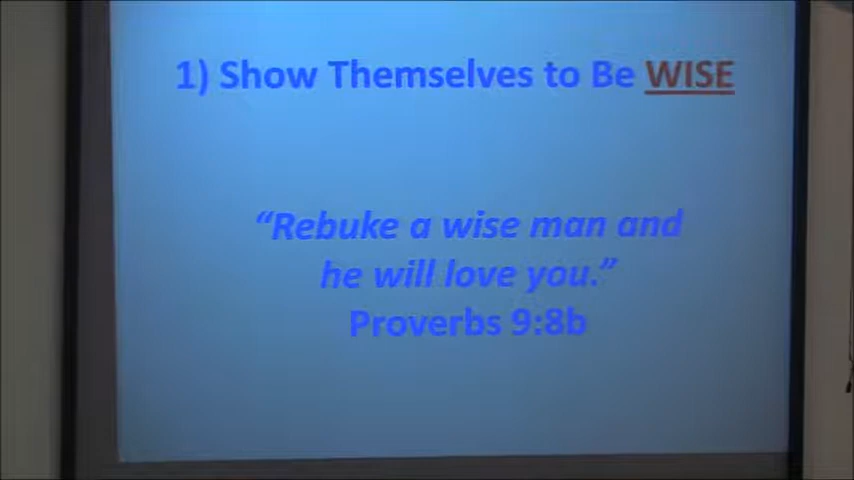 1) Show Themselves to Be WISE
“Rebuke a wise man and
he will love you.”
Proverbs 9:8b